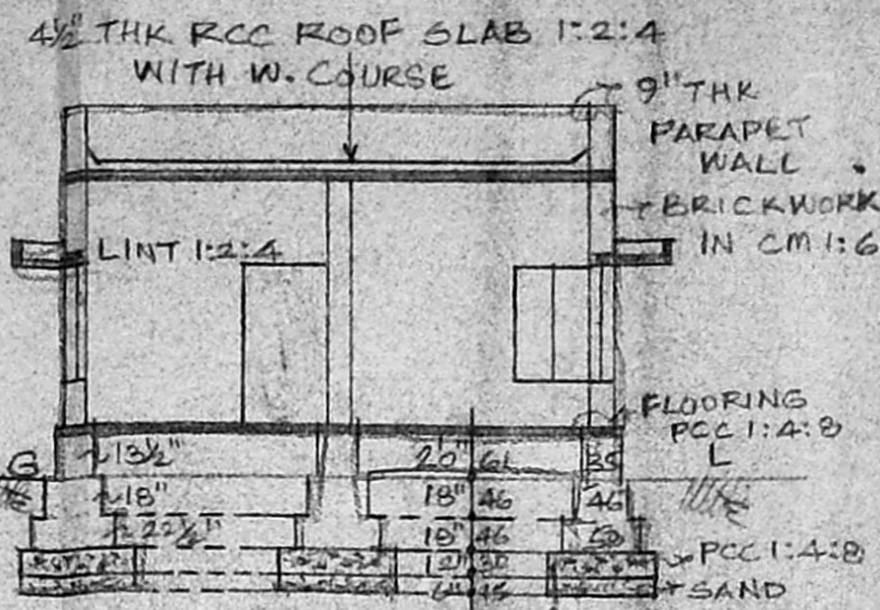 4½" THK RCC ROOF SLAB 1:2:4
WITH W. COURSE
9" THK
PARAPET
WALL
BRICKWORK
IN CM 1:6
LINT 1:2:4
FLOORING
PCC 1:4:8
G
L
13½"
20" 61 35
18"
18" 46 46
22½"
18" 46
12" 30
PCC 1:4:8
6" 15
SAND